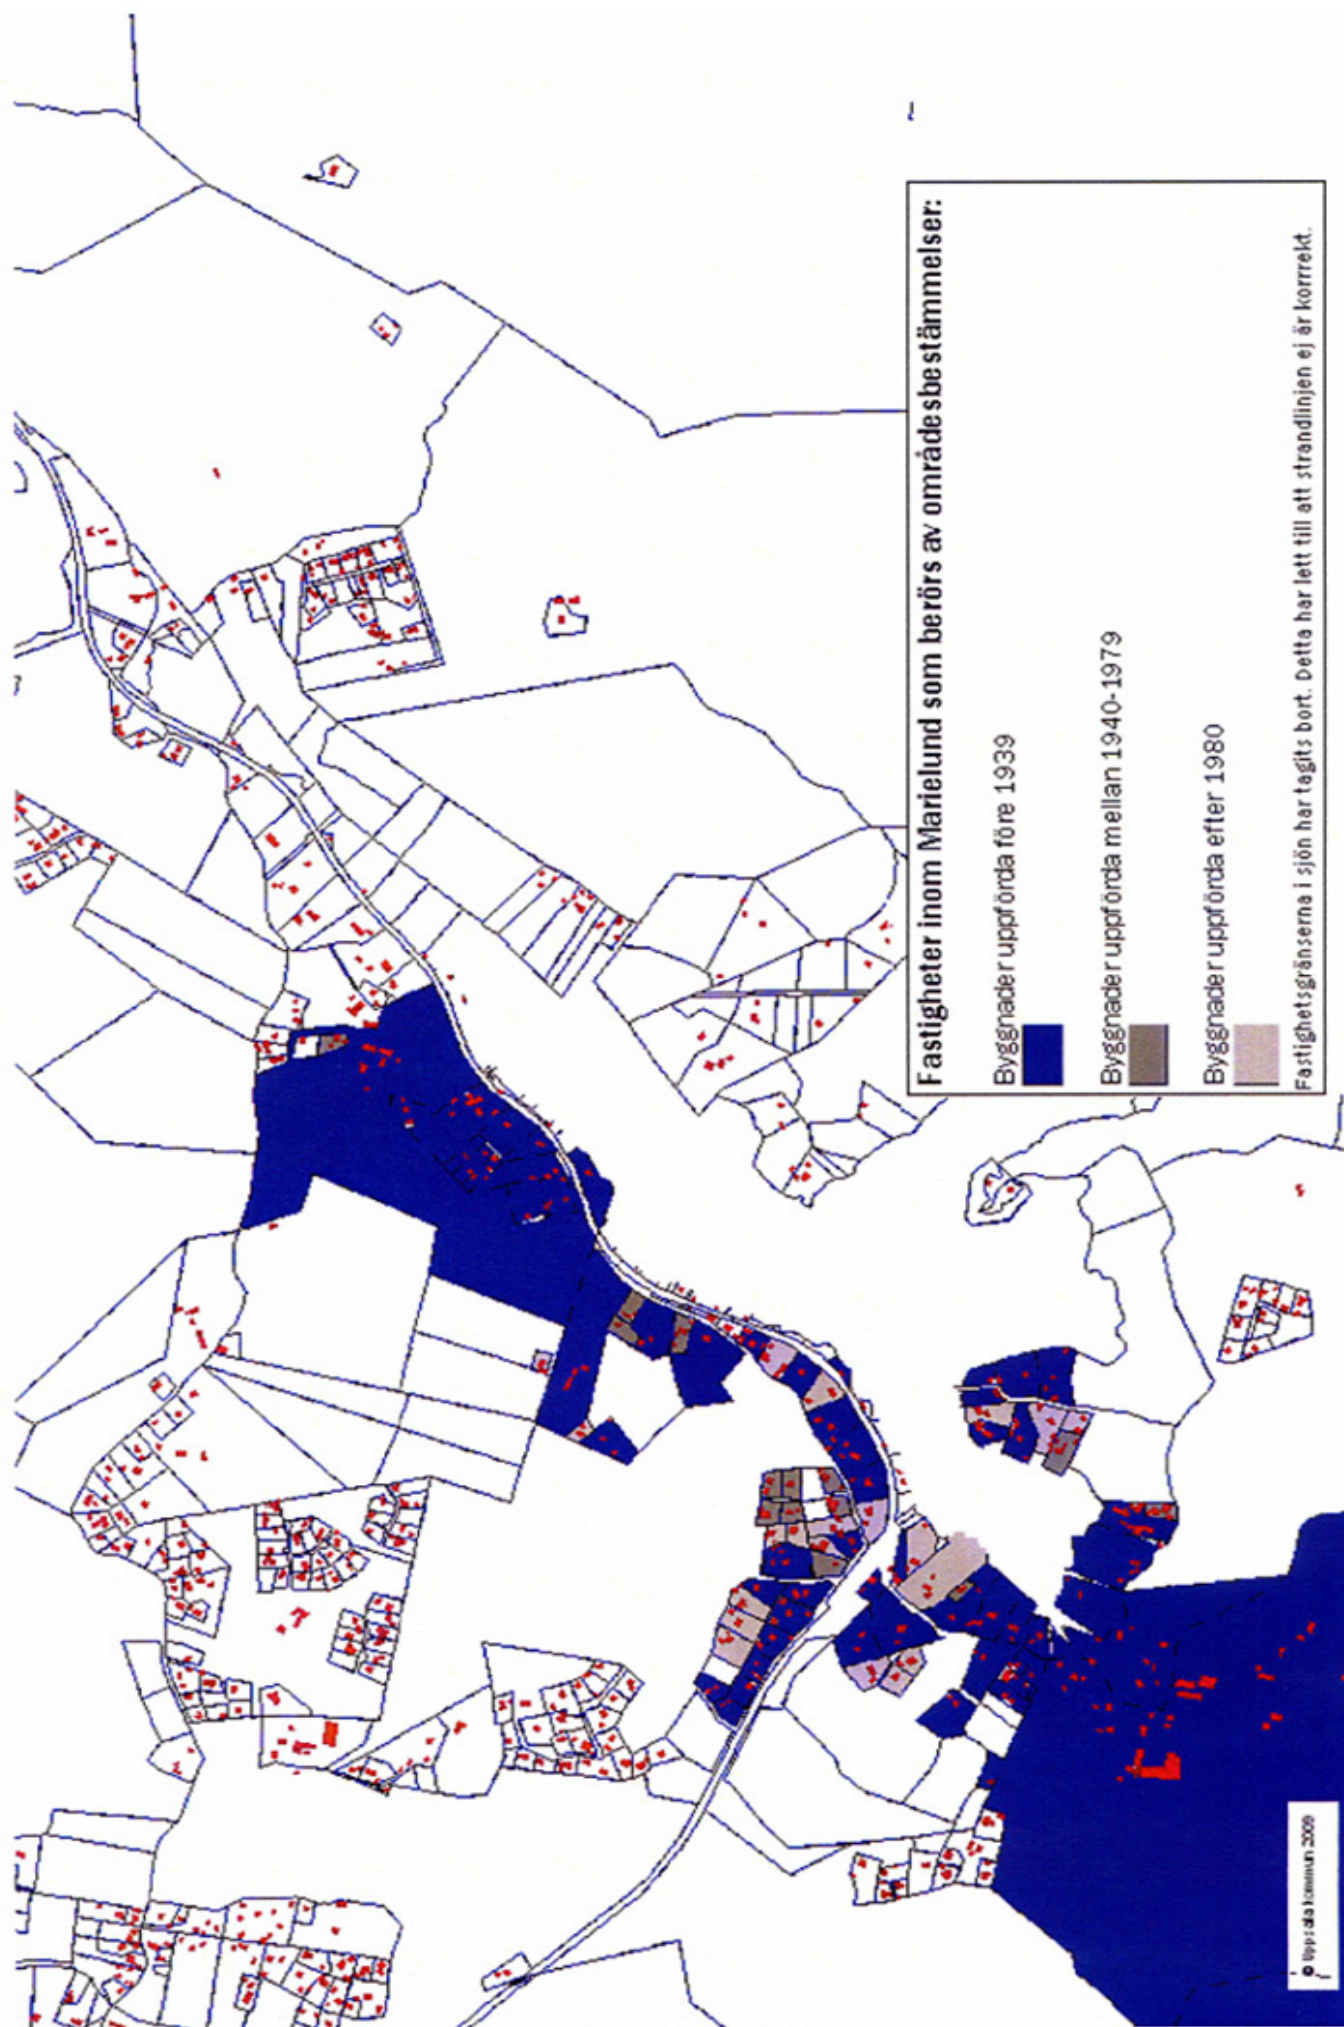 Fastigheter inom Marielund som berörs av områdesbestämmelser:
Byggnader uppförda före 1939
Byggnader uppförda mellan 1940-1979
Byggnader uppförda efter 1980
Fastighetsgränserna i sjön har tagits bort. Detta har lett till att strandlinjen ej är korrrekt.
© Uppsala kommun 2009